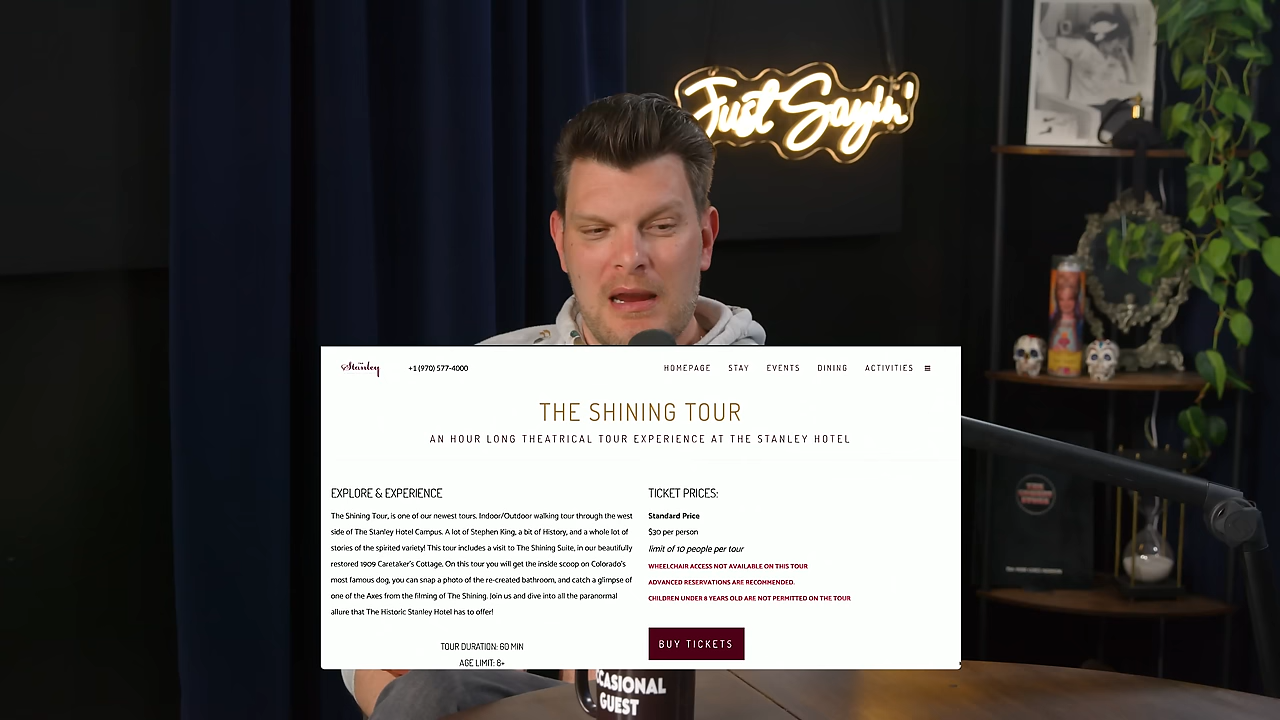 Just Sayin'
Stanley
+1 (970) 577-4000
HOMEPAGE STAY EVENTS DINING ACTIVITIES
THE SHINING TOUR
AN HOUR LONG THEATRICAL TOUR EXPERIENCE AT THE STANLEY HOTEL
EXPLORE & EXPERIENCE
The Shining Tour, is one of our newest tours. Indoor/Outdoor walking tour through the west
side of The Stanley Hotel Campus. A lot of Stephen King, a bit of History, and a whole lot of
stories of the spirited variety! This tour includes a visit to The Shining Suite, in our beautifully
restored 1909 Caretaker's Cottage. On this tour you will get the inside scoop on Colorado's
most famous dog, you can snap a photo of the re-created bathroom, and catch a glimpse of
one of the Axes from the filming of The Shining. Join us and dive into all the paranormal
allure that The Historic Stanley Hotel has to offer!
TOUR DURATION: 60 MIN
AGE LIMIT: 8+
TICKET PRICES:
Standard Price
$30 per person
limit of 10 people per tour
WHEELCHAIR ACCESS NOT AVAILABLE ON THIS TOUR
ADVANCED RESERVATIONS ARE RECOMMENDED.
CHILDREN UNDER 8 YEARS OLD ARE NOT PERMITTED ON THE TOUR
BUY TICKETS
CASIONAL
GUEST